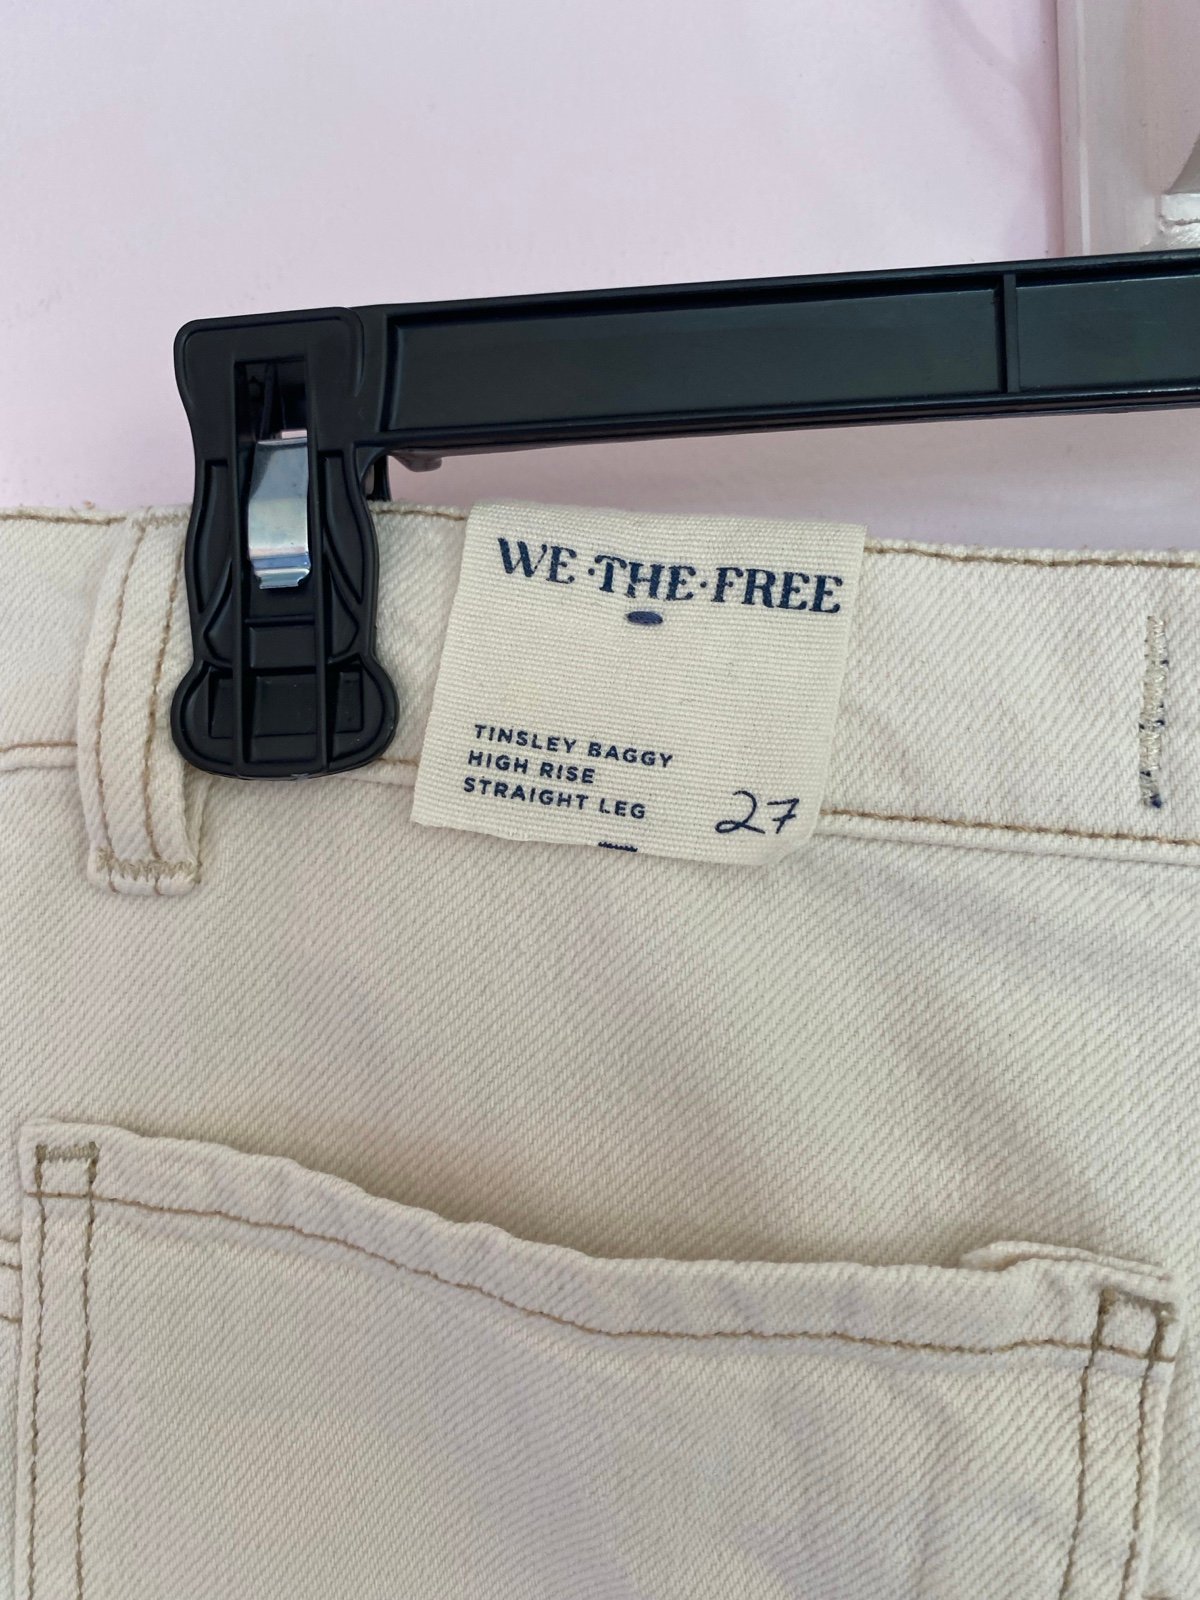 WE·THE·FREE
TINSLEY BAGGY
HIGH RISE
STRAIGHT LEG
27